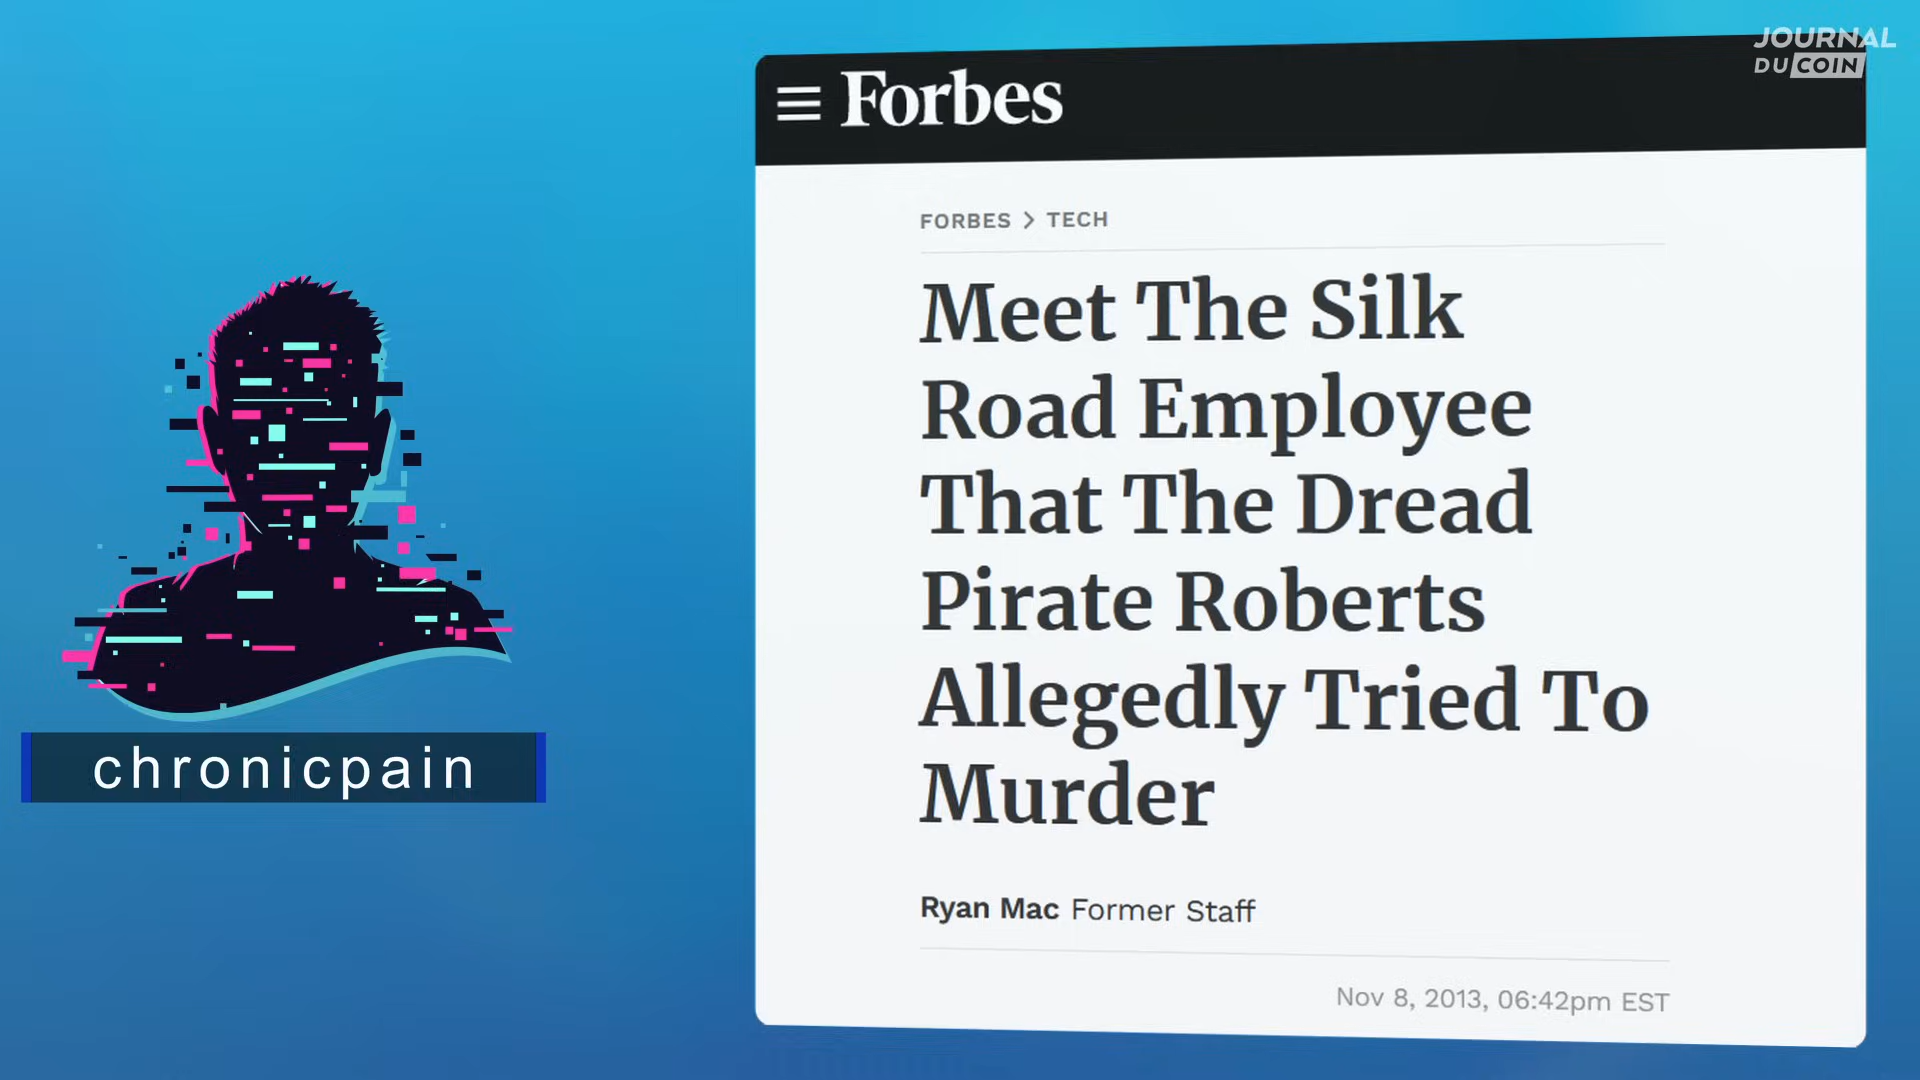 JOURNAL
DU COIN
Forbes
FORBES > TECH
Meet The Silk
Road Employee
That The Dread
Pirate Roberts
Allegedly Tried To
Murder
Ryan Mac Former Staff
Nov 8, 2013, 06:42pm EST
chronicpain